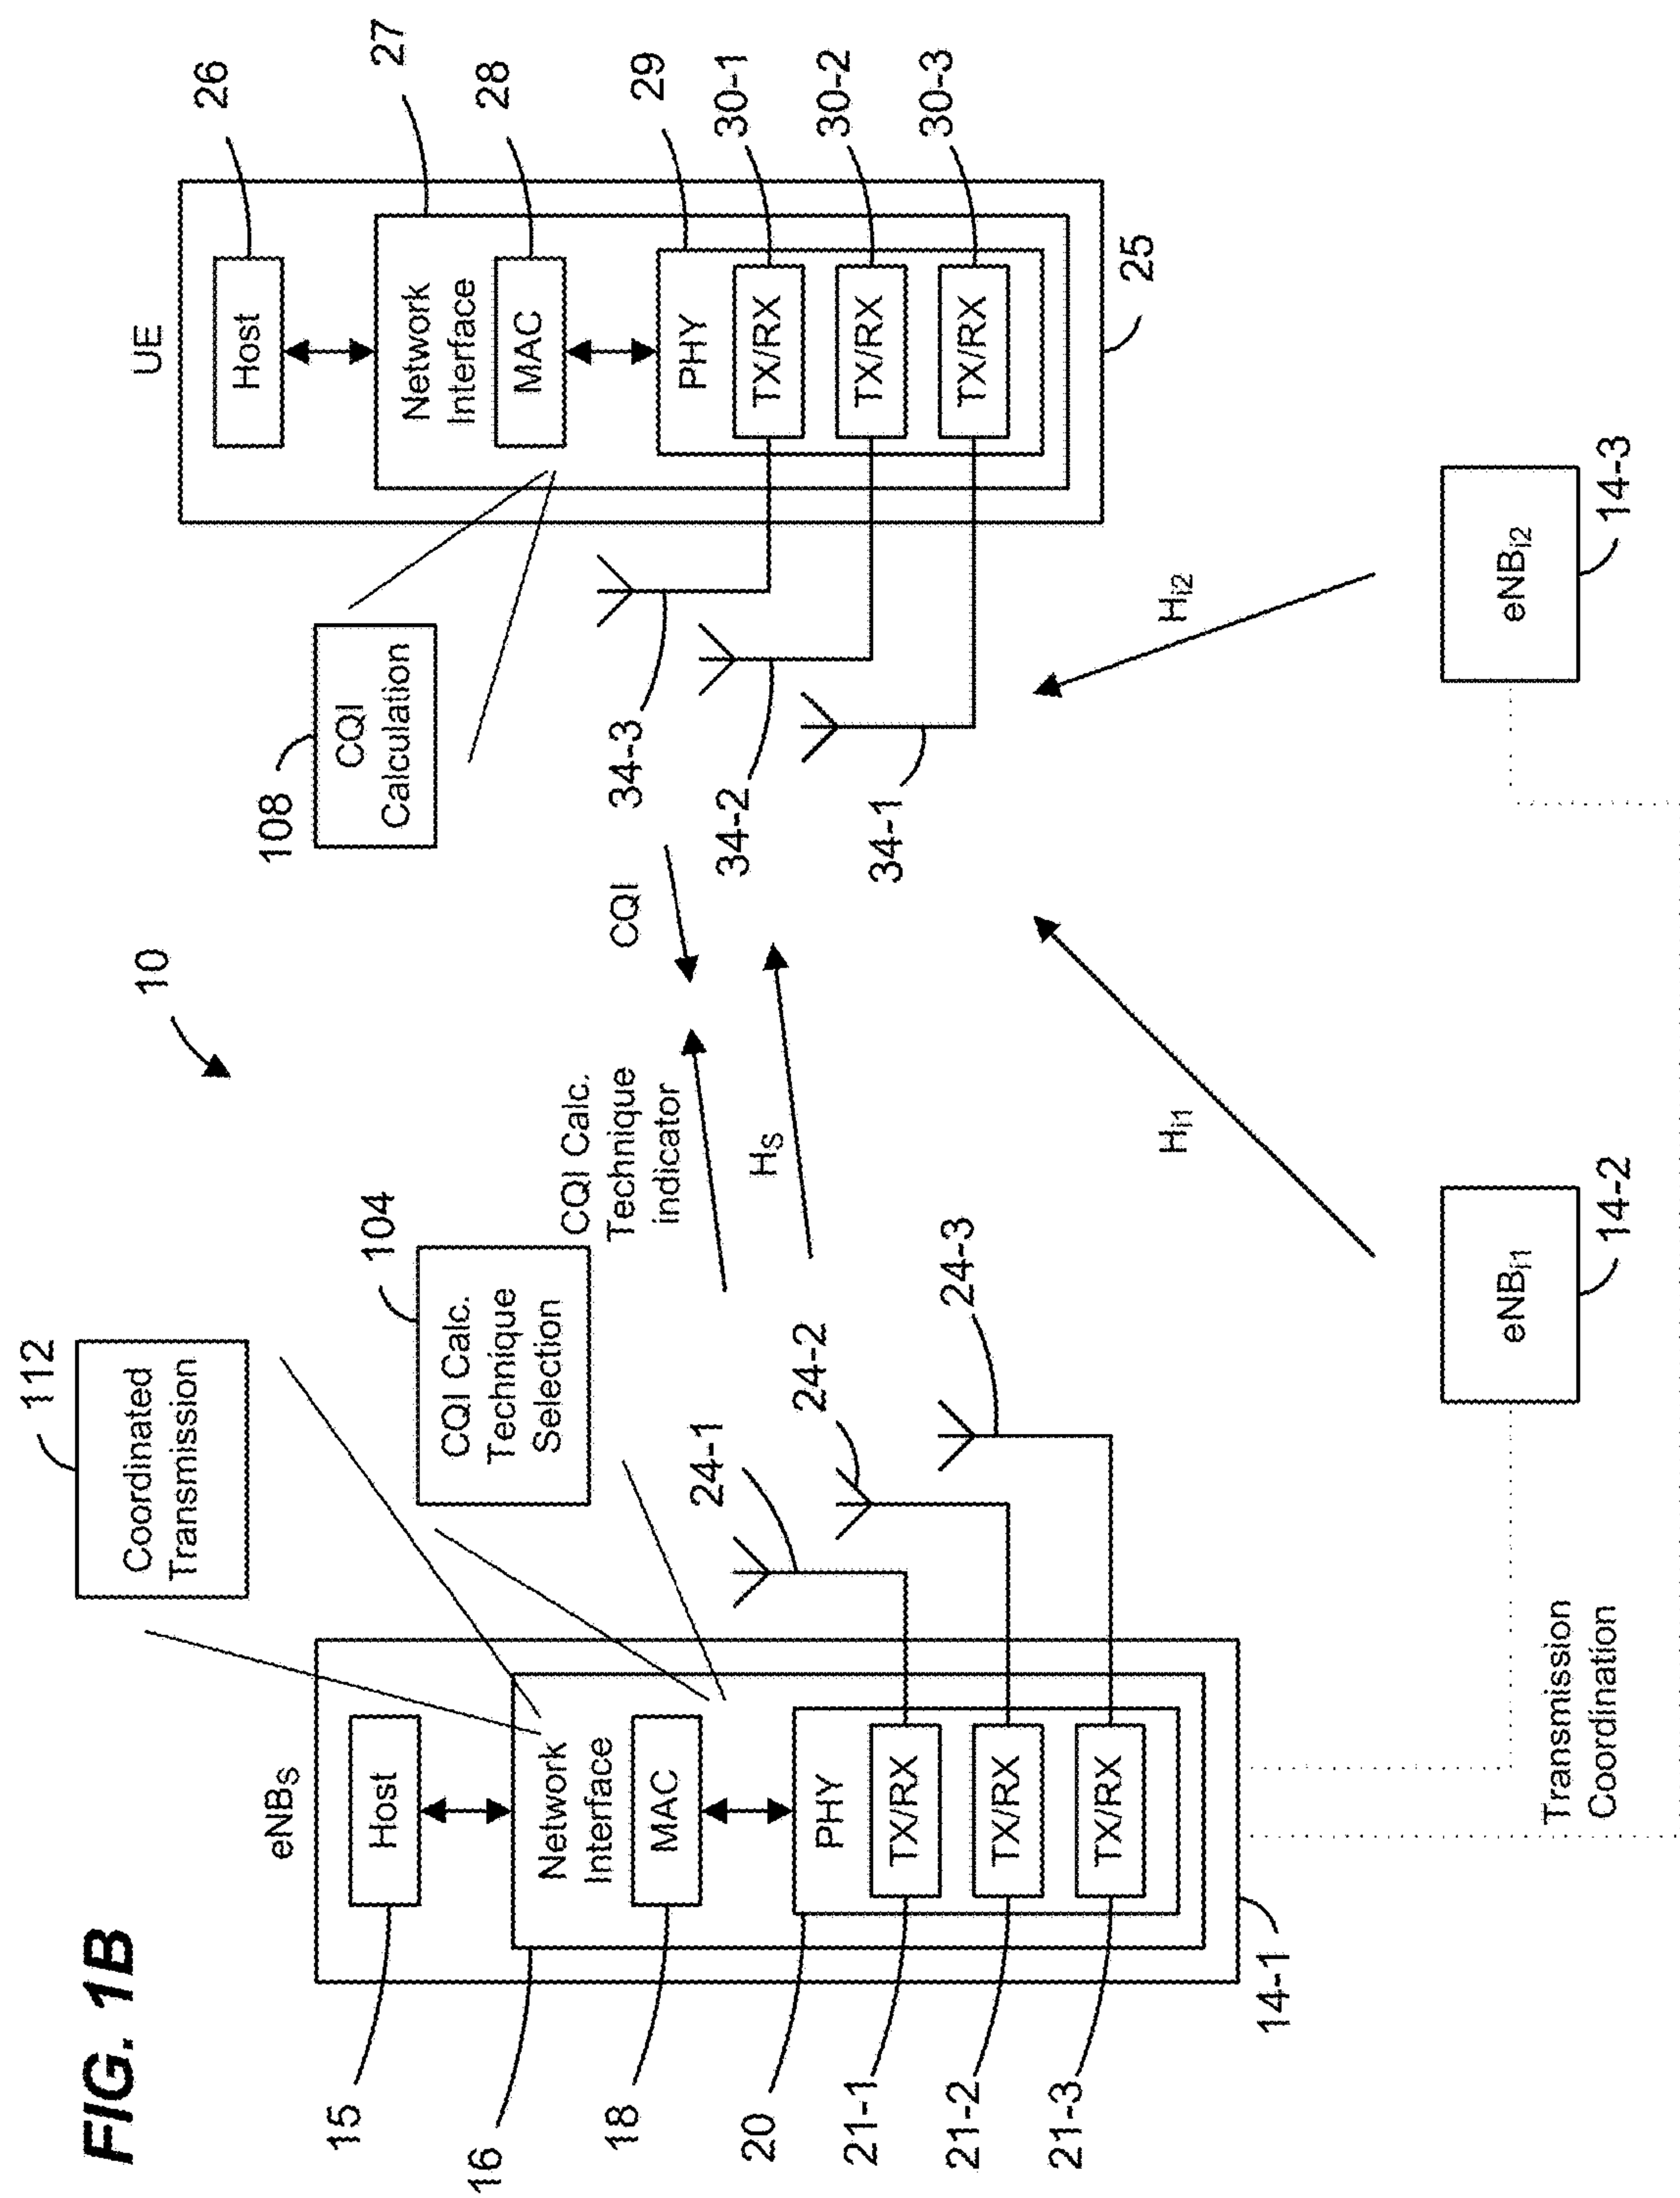 FIG. 1B
10
112
Coordinated
Transmission
104
CQI Calc.
Technique
Selection
CQI Calc.
Technique
indicator
CQI
108
CQI
Calculation
eNBS
Host
15
Network
Interface
16
MAC
18
PHY
20
TX/RX
21-1
TX/RX
21-2
TX/RX
21-3
14-1
24-1
24-2
24-3
HS
UE
Host
26
Network
Interface
27
MAC
28
PHY
29
TX/RX
30-1
TX/RX
30-2
TX/RX
30-3
25
34-3
34-2
34-1
Hi1
Hi2
eNBi1
14-2
eNBi2
14-3
Transmission
Coordination